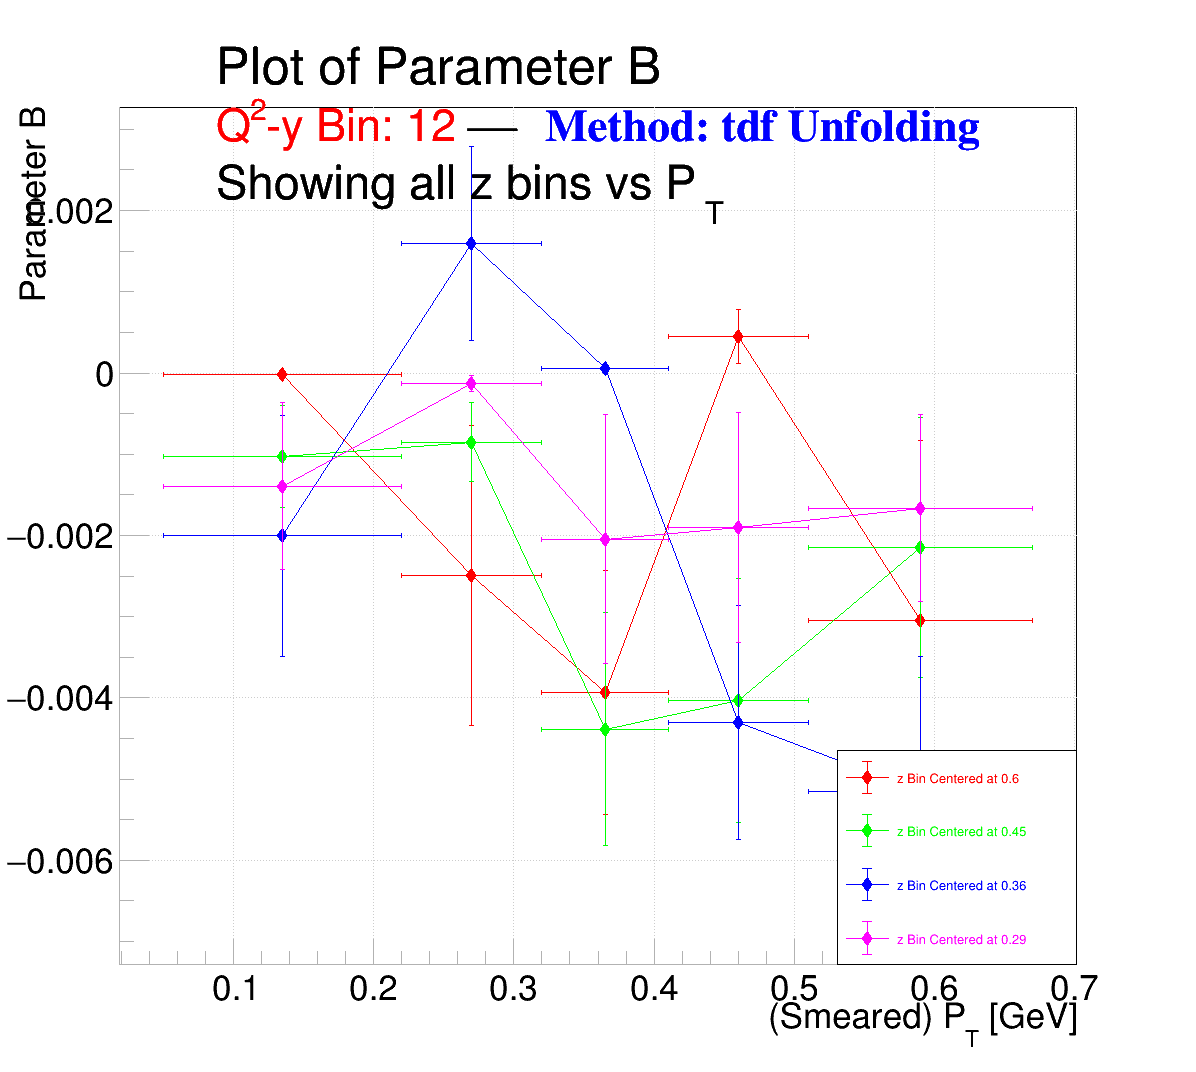 Plot of Parameter B
Q2-y Bin: 12 — Method: tdf Unfolding
Showing all z bins vs P T
Parameter B
0.002
0
−0.002
−0.004
−0.006
z Bin Centered at 0.6
z Bin Centered at 0.45
z Bin Centered at 0.36
z Bin Centered at 0.29
0.1 0.2 0.3 0.4 0.5 0.6 0.7
(Smeared) PT [GeV]